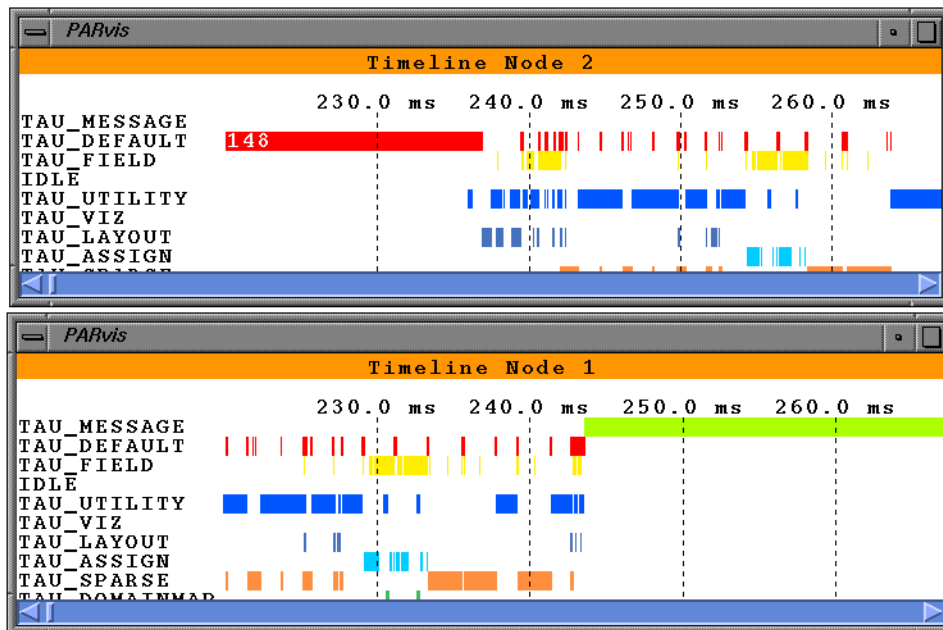 PARvis
Timeline Node 2
230.0 ms 240.0 ms 250.0 ms 260.0 ms
TAU_MESSAGE
TAU_DEFAULT 148
TAU_FIELD
IDLE
TAU_UTILITY
TAU_VIZ
TAU_LAYOUT
TAU_ASSIGN
TAU_SPARSE
PARvis
Timeline Node 1
230.0 ms 240.0 ms 250.0 ms 260.0 ms
TAU_MESSAGE
TAU_DEFAULT
TAU_FIELD
IDLE
TAU_UTILITY
TAU_VIZ
TAU_LAYOUT
TAU_ASSIGN
TAU_SPARSE
TAU_DOMAINMAP